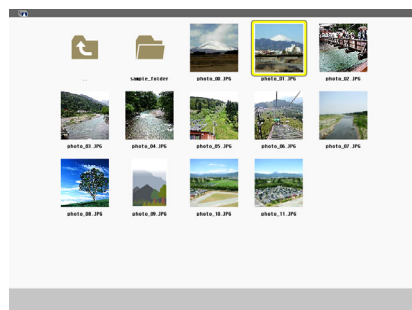 ..
sample_folder
photo_00.JPG
photo_01.JPG
photo_02.JPG
photo_03.JPG
photo_04.JPG
photo_05.JPG
photo_06.JPG
photo_07.JPG
photo_08.JPG
photo_09.JPG
photo_10.JPG
photo_11.JPG